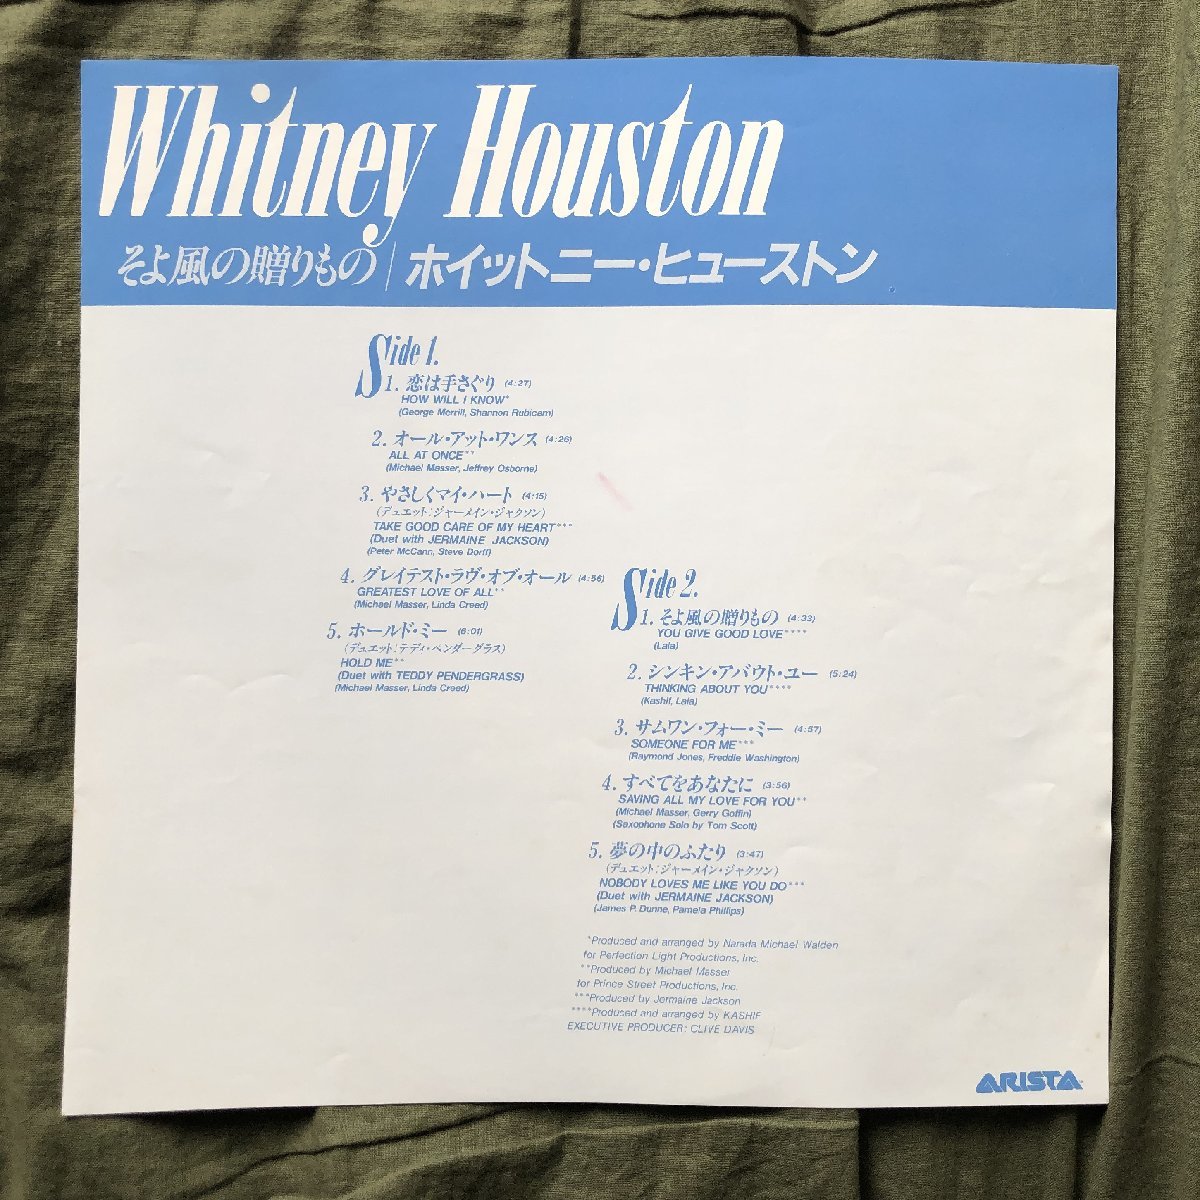 Whitney Houston
そよ風の贈りもの/ホイットニー・ヒューストン
Side 1.
1. 恋は手さぐり (4:27)
HOW WILL I KNOW*
(George Merrill, Shannon Rubicam)
2. オール・アット・ワンス (4:26)
ALL AT ONCE**
(Michael Masser, Jeffrey Osborne)
3. やさしくマイ・ハート (4:15)
(デュエット:ジャーメイン・ジャクソン)
TAKE GOOD CARE OF MY HEART***
(Duet with JERMAINE JACKSON)
(Peter McCann, Steve Dorff)
4. グレイテスト・ラヴ・オブ・オール (4:56)
GREATEST LOVE OF ALL**
(Michael Masser, Linda Creed)
5. ホールド・ミー (6:01)
(デュエット:テディ・ペンダーグラス)
HOLD ME**
(Duet with TEDDY PENDERGRASS)
(Michael Masser, Linda Creed)
Side 2.
1. そよ風の贈りもの (4:33)
YOU GIVE GOOD LOVE****
(Lala)
2. シンキン・アバウト・ユー (5:24)
THINKING ABOUT YOU****
(Kashif, Lala)
3. サムワン・フォー・ミー (4:57)
SOMEONE FOR ME***
(Raymond Jones, Freddie Washington)
4. すべてをあなたに (3:56)
SAVING ALL MY LOVE FOR YOU**
(Michael Masser, Gerry Goffin)
(Saxophone Solo by Tom Scott)
5. 夢の中のふたり (3:47)
(デュエット:ジャーメイン・ジャクソン)
NOBODY LOVES ME LIKE YOU DO***
(Duet with JERMAINE JACKSON)
(James P. Dunne, Pamela Phillips)
*Produced and arranged by Narada Michael Walden
for Perfection Light Productions, Inc.
**Produced by Michael Masser
for Prince Street Productions, Inc.
***Produced by Jermaine Jackson
****Produced and arranged by KASHIF
EXECUTIVE PRODUCER: CLIVE DAVIS
ARISTA